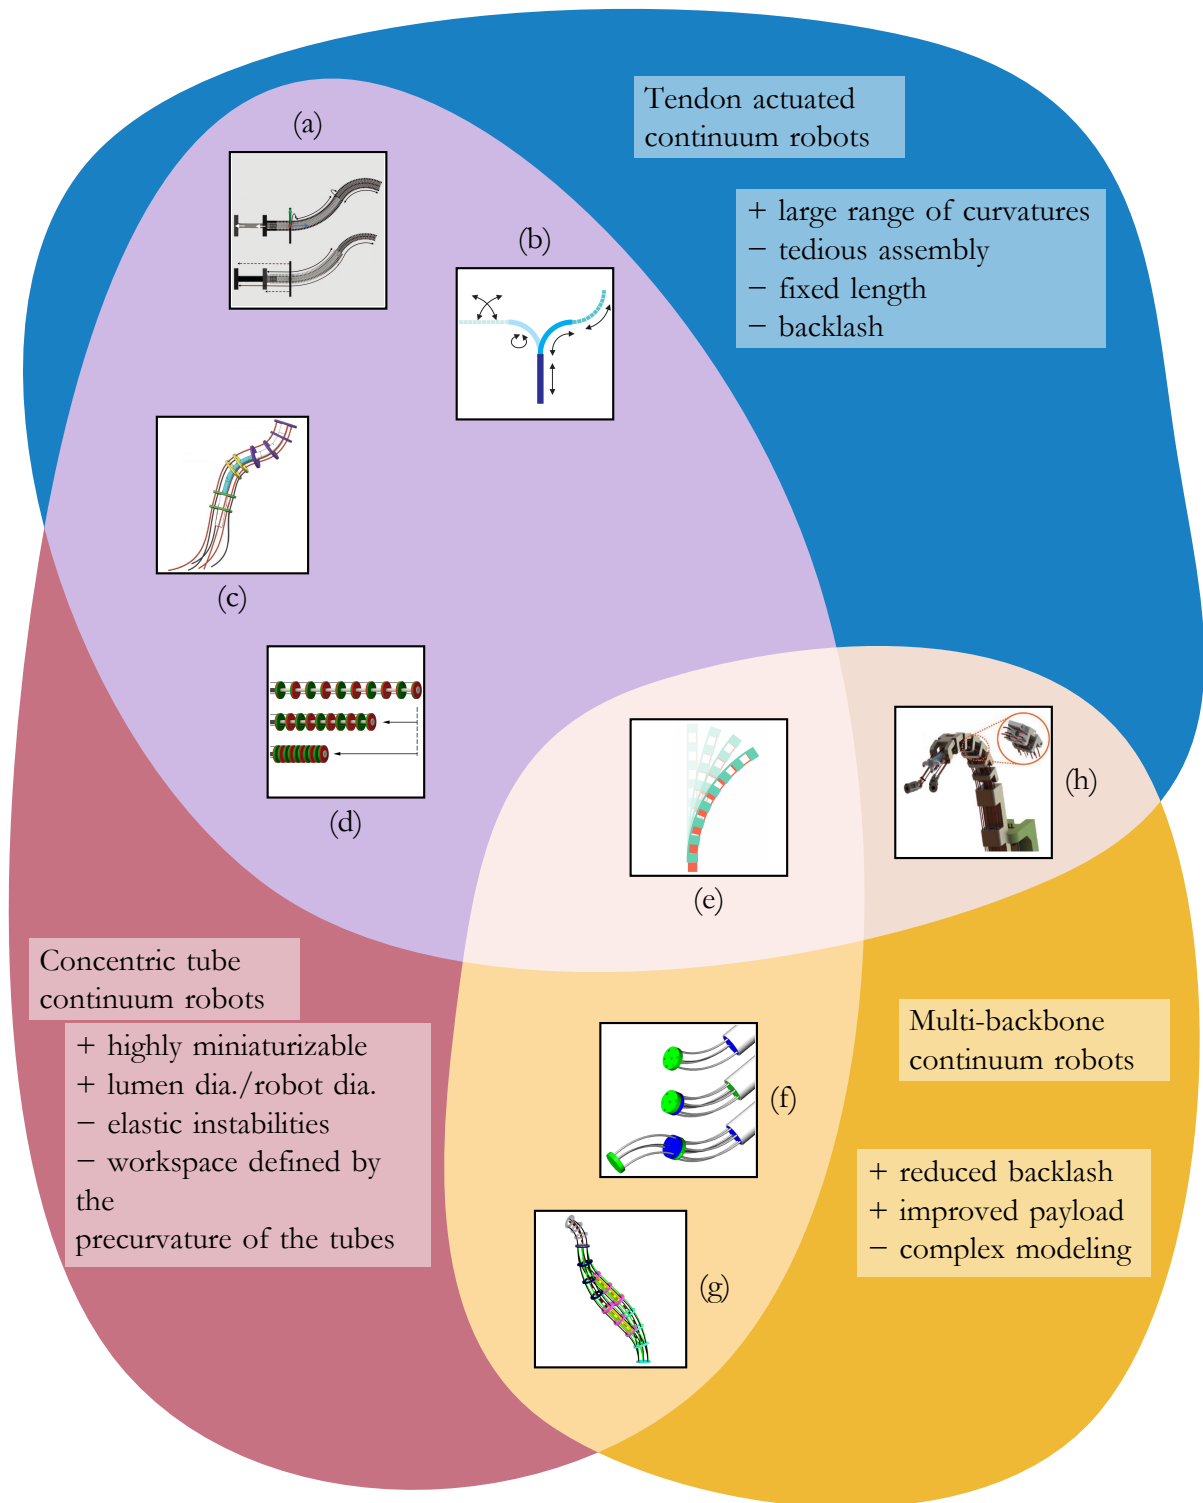 Tendon actuated
continuum robots
+ large range of curvatures
− tedious assembly
− fixed length
− backlash
(a)
(b)
(c)
(d)
(e)
(h)
Concentric tube
continuum robots
+ highly miniaturizable
+ lumen dia./robot dia.
− elastic instabilities
− workspace defined by
the
precurvature of the tubes
(f)
(g)
Multi-backbone
continuum robots
+ reduced backlash
+ improved payload
− complex modeling